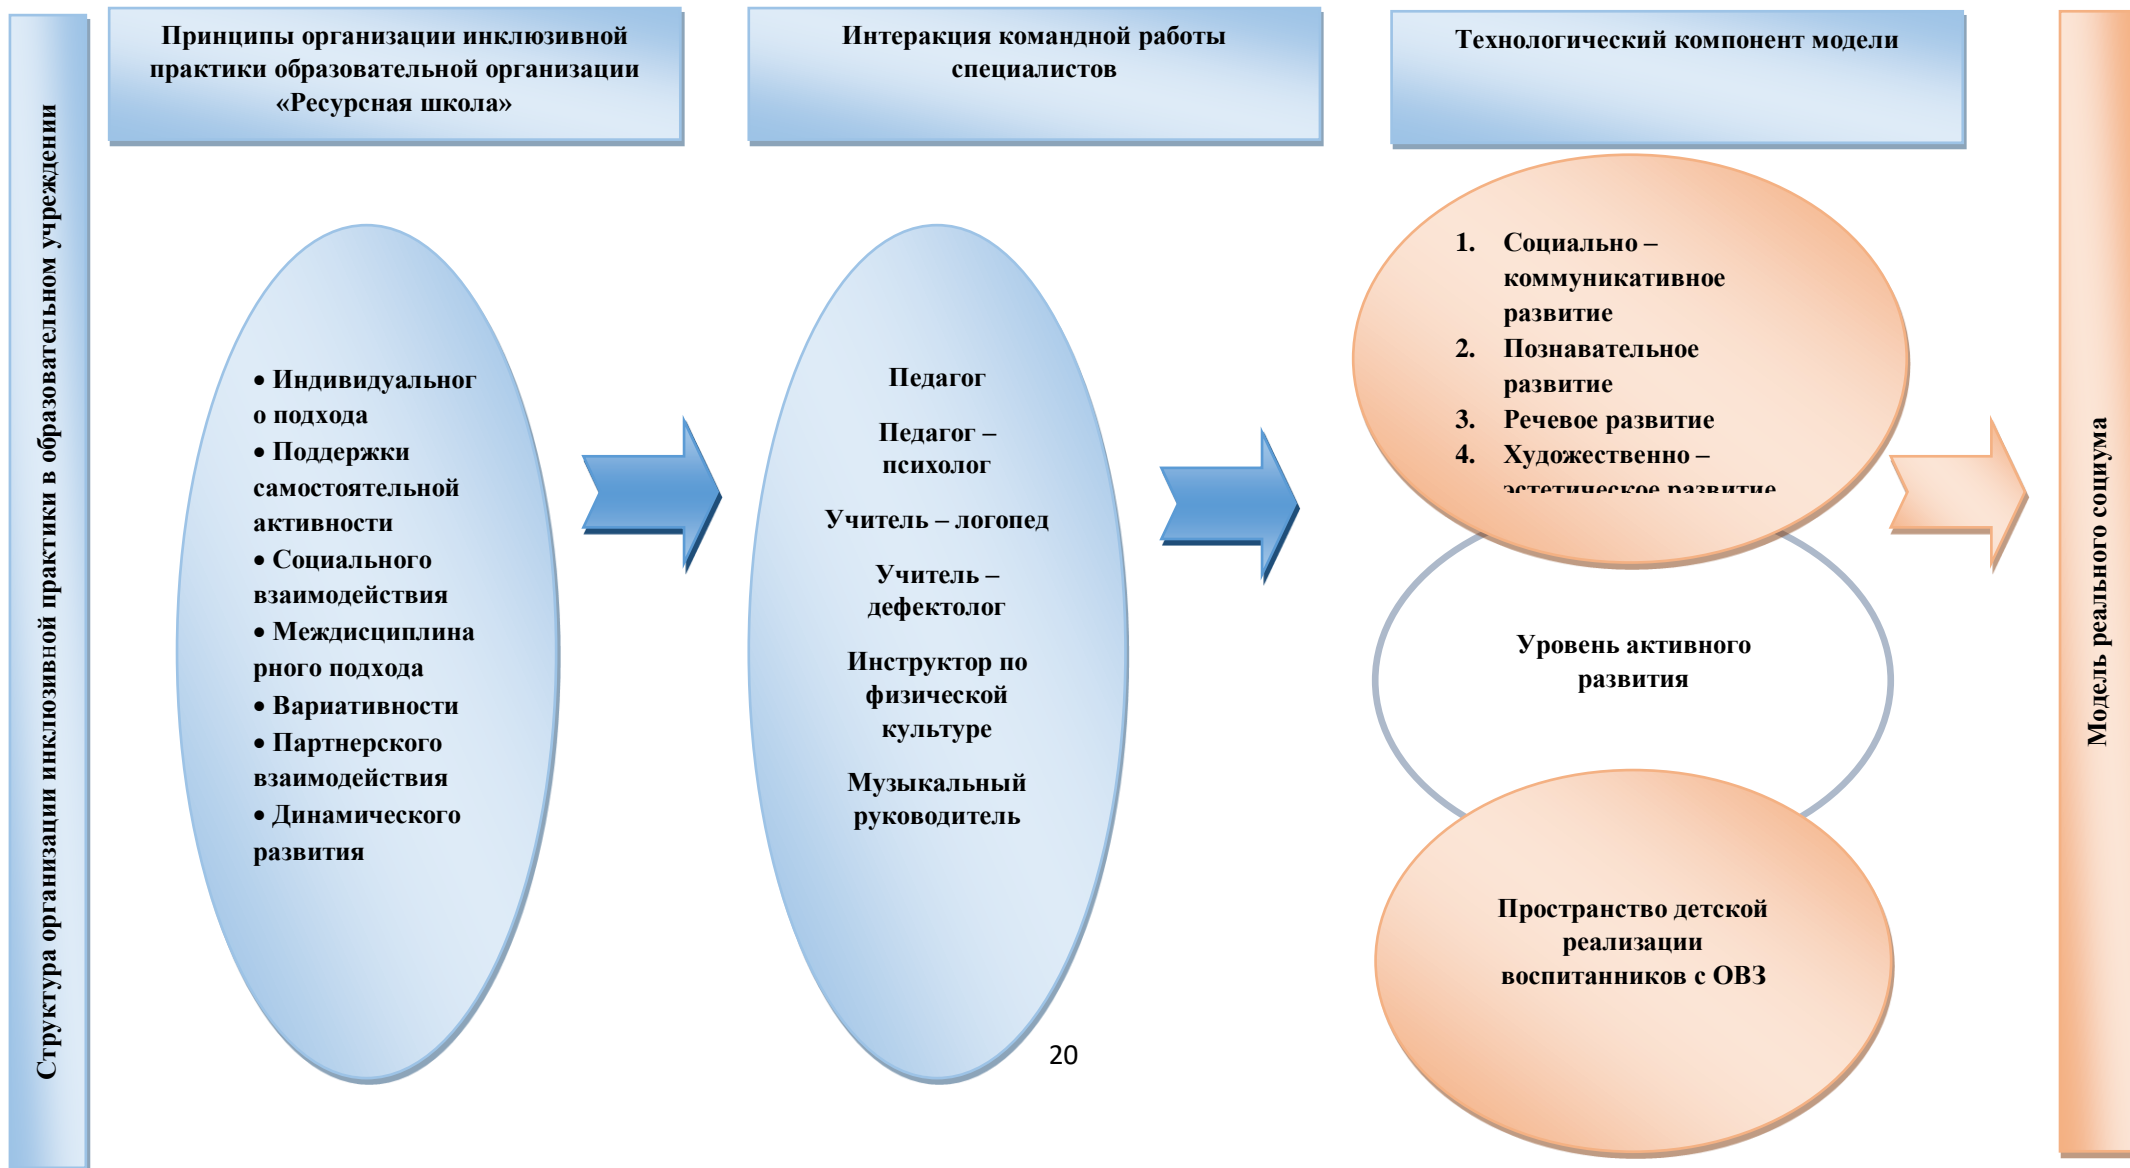 Структура организации инклюзивной практики в образовательном учреждении
Принципы организации инклюзивной
практики образовательной организации
«Ресурсная школа»
• Индивидуальног
о подхода
• Поддержки
самостоятельной
активности
• Социального
взаимодействия
• Междисциплина
рного подхода
• Вариативности
• Партнерского
взаимодействия
• Динамического
развития
Интеракция командной работы
специалистов
Педагог
Педагог –
психолог
Учитель – логопед
Учитель –
дефектолог
Инструктор по
физической
культуре
Музыкальный
руководитель
Технологический компонент модели
1. Социально –
коммуникативное
развитие
2. Познавательное
развитие
3. Речевое развитие
4. Художественно –
эстетическое развитие
Уровень активного
развития
Пространство детской
реализации
воспитанников с ОВЗ
Модель реального социума
20